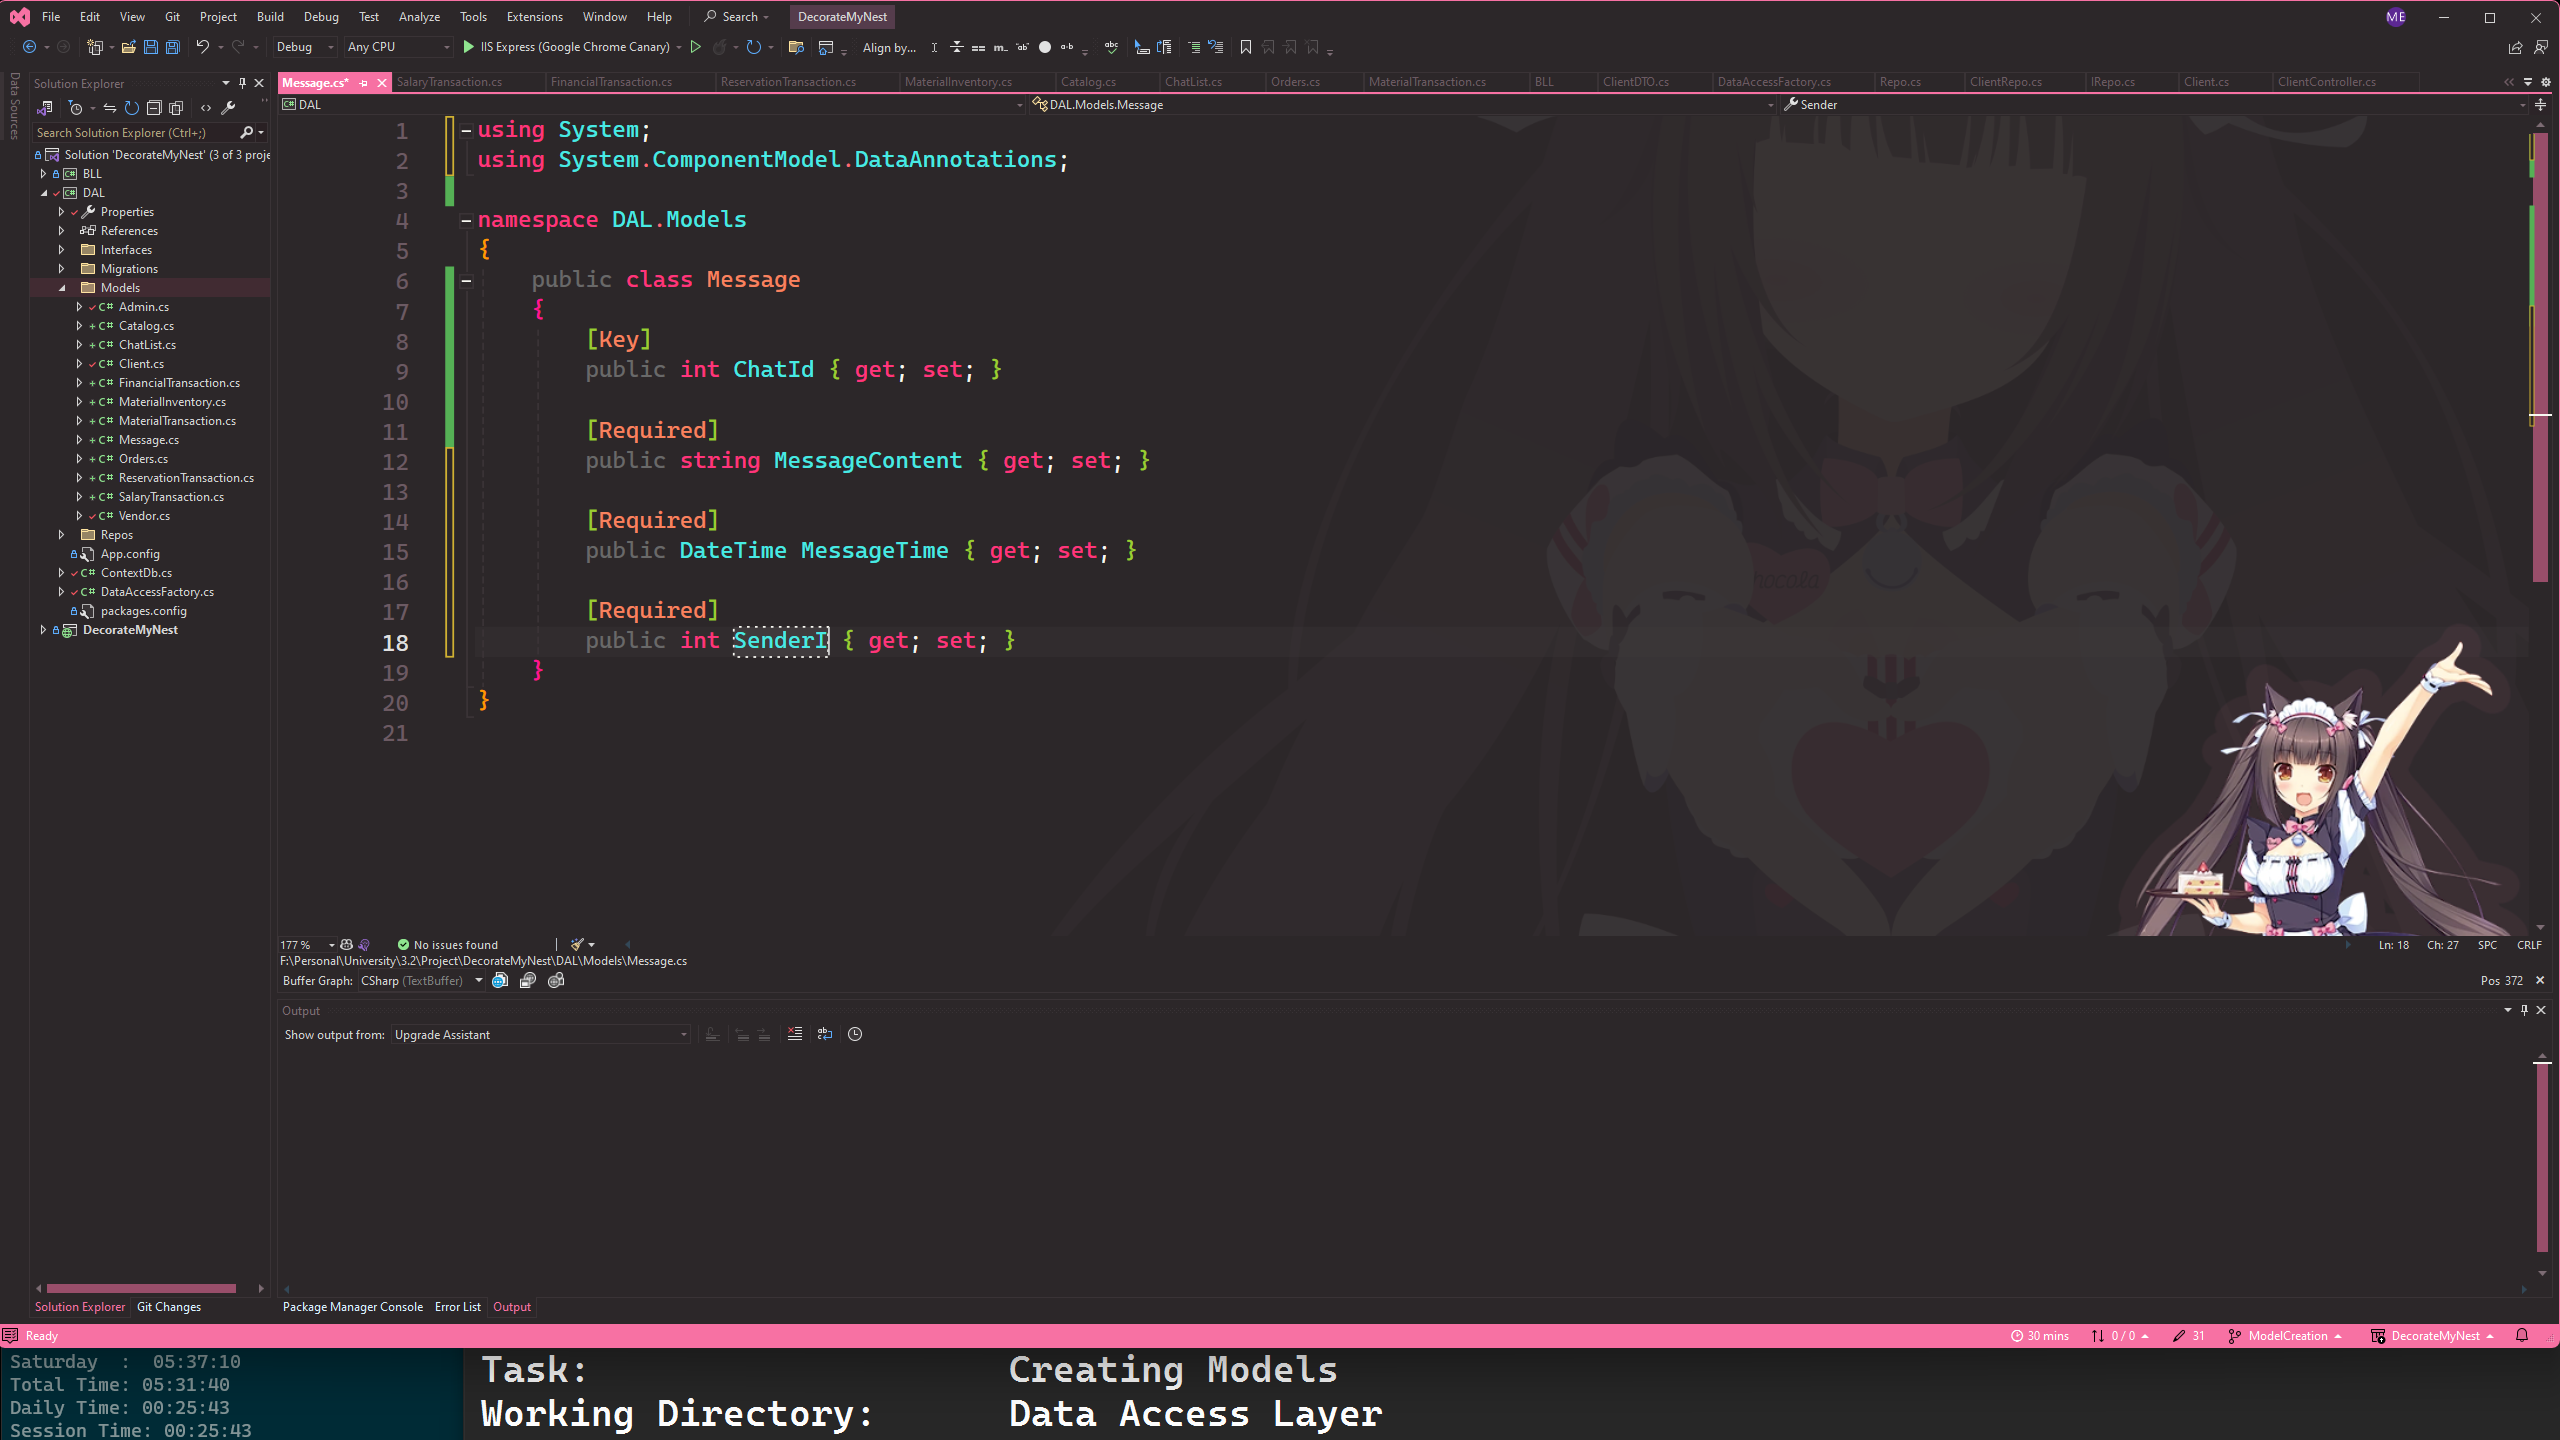 File Edit View Git Project Build Debug Test Analyze Tools Extensions Window Help Search DecorateMyNest ME
Debug Any CPU IIS Express (Google Chrome Canary) Align by...
Data Sources
Solution Explorer
Search Solution Explorer (Ctrl+;)
Solution 'DecorateMyNest' (3 of 3 proje
BLL
DAL
Properties
References
Interfaces
Migrations
Models
Admin.cs
Catalog.cs
ChatList.cs
Client.cs
FinancialTransaction.cs
MaterialInventory.cs
MaterialTransaction.cs
Message.cs
Orders.cs
ReservationTransaction.cs
SalaryTransaction.cs
Vendor.cs
Repos
App.config
ContextDb.cs
DataAccessFactory.cs
packages.config
DecorateMyNest
Solution Explorer Git Changes
Message.cs* SalaryTransaction.cs FinancialTransaction.cs ReservationTransaction.cs MaterialInventory.cs Catalog.cs ChatList.cs Orders.cs MaterialTransaction.cs BLL ClientDTO.cs DataAccessFactory.cs Repo.cs ClientRepo.cs IRepo.cs Client.cs ClientController.cs
DAL DAL.Models.Message Sender
1 using System;
2 using System.ComponentModel.DataAnnotations;
3
4 namespace DAL.Models
5 {
6 public class Message
7 {
8 [Key]
9 public int ChatId { get; set; }
10
11 [Required]
12 public string MessageContent { get; set; }
13
14 [Required]
15 public DateTime MessageTime { get; set; }
16
17 [Required]
18 public int SenderI { get; set; }
19 }
20 }
21
177 % No issues found Ln: 18 Ch: 27 SPC CRLF
F:\Personal\University\3.2\Project\DecorateMyNest\DAL\Models\Message.cs
Buffer Graph: CSharp (TextBuffer) Pos 372
Output
Show output from: Upgrade Assistant
Package Manager Console Error List Output
Ready 30 mins 0 / 0 31 ModelCreation DecorateMyNest
Saturday : 05:37:10
Total Time: 05:31:40
Daily Time: 00:25:43
Session Time: 00:25:43
Task: Creating Models
Working Directory: Data Access Layer